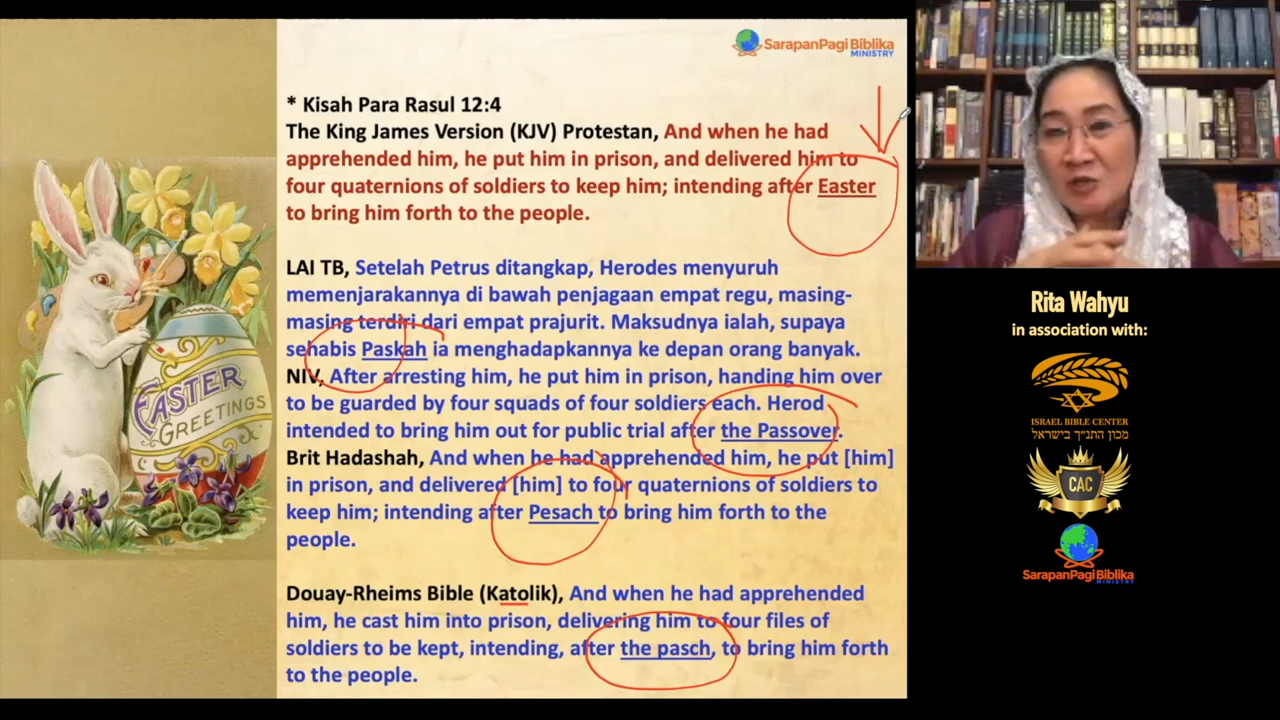 SarapanPagi Biblika
MINISTRY
* Kisah Para Rasul 12:4
The King James Version (KJV) Protestan, And when he had
apprehended him, he put him in prison, and delivered him to
four quaternions of soldiers to keep him; intending after Easter
to bring him forth to the people.
LAI TB, Setelah Petrus ditangkap, Herodes menyuruh
memenjarakannya di bawah penjagaan empat regu, masing-
masing terdiri dari empat prajurit. Maksudnya ialah, supaya
sehabis Paskah ia menghadapkannya ke depan orang banyak.
NIV, After arresting him, he put him in prison, handing him over
to be guarded by four squads of four soldiers each. Herod
intended to bring him out for public trial after the Passover.
Brit Hadashah, And when he had apprehended him, he put [him]
in prison, and delivered [him] to four quaternions of soldiers to
keep him; intending after Pesach to bring him forth to the
people.
Douay-Rheims Bible (Katolik), And when he had apprehended
him, he cast him into prison, delivering him to four files of
soldiers to be kept, intending, after the pasch, to bring him forth
to the people.
EASTER
GREETINGS
Rita Wahyu
in association with:
ISRAEL BIBLE CENTER
מכון התנ״ך בישראל
CAC
SarapanPagi Biblika
MINISTRY